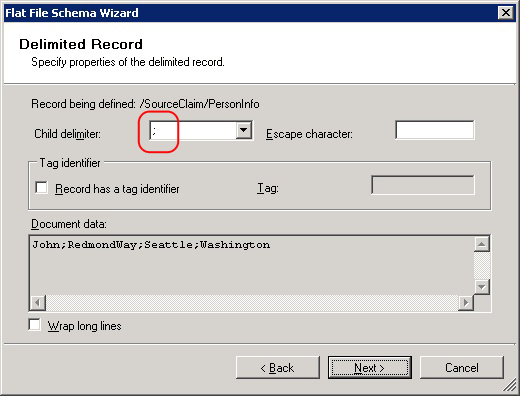 Flat File Schema Wizard
Delimited Record
Specify properties of the delimited record.
Record being defined: /SourceClaim/PersonInfo
Child delimiter: ; Escape character:
Tag identifier
Record has a tag identifier Tag:
Document data:
John;RedmondWay;Seattle;Washington
Wrap long lines
< Back Next > Cancel